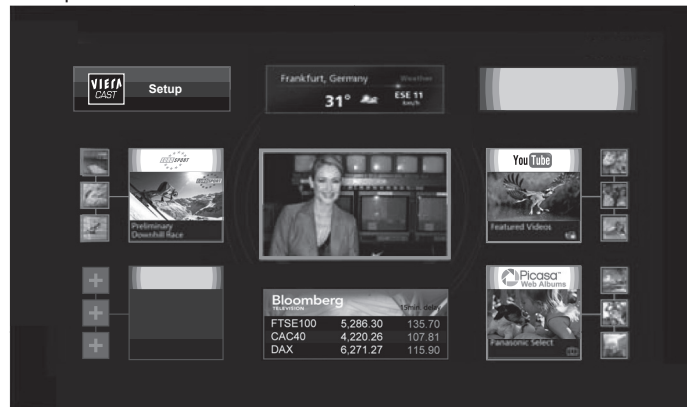 VIERA
CAST
Setup
Frankfurt, Germany Weather
31° ESE 11
km/h
EUROSPORT
Preliminary
Downhill Race
YouTube
Featured Videos
Bloomberg
TELEVISION 15min. delay
FTSE100 5,286.30 135.70
CAC40 4,220.26 107.81
DAX 6,271.27 115.90
Picasa™
Web Albums
Panasonic Select